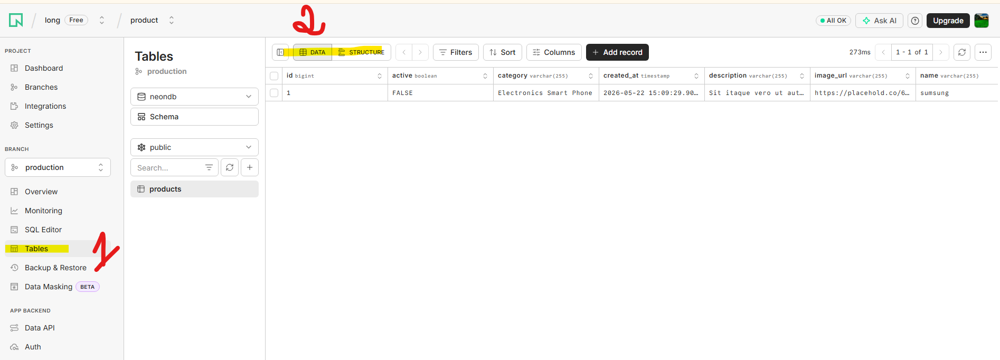 long Free product
2
All OK Ask AI Upgrade
PROJECT
Dashboard
Branches
Integrations
Settings
BRANCH
production
Overview
Monitoring
SQL Editor
Tables
1
Backup & Restore
Data Masking BETA
APP BACKEND
Data API
Auth
Tables
production
neondb
Schema
public
Search...
products
DATA STRUCTURE Filters Sort Columns Add record 273ms 1 - 1 of 1
id bigint active boolean category varchar(255) created_at timestamp description varchar(255) image_url varchar(255) name varchar(255)
1 FALSE Electronics Smart Phone 2026-05-22 15:09:29.90… Sit itaque vero ut aut… https://placehold.co/6… sumsung